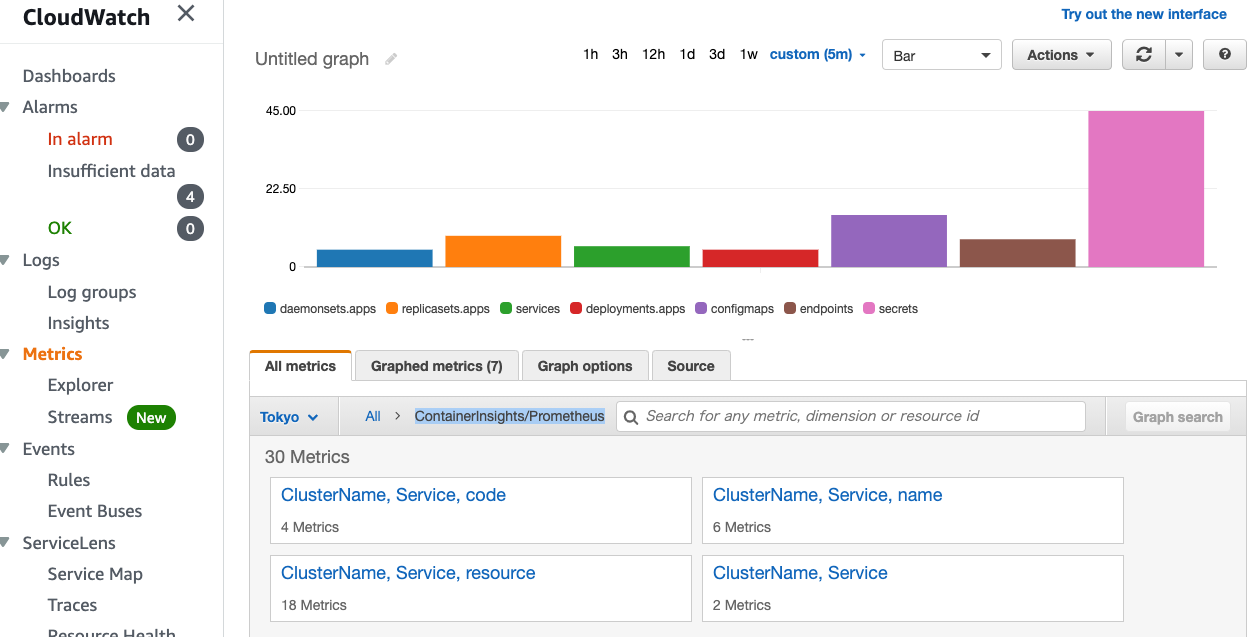 CloudWatch
Dashboards
Alarms
In alarm 0
Insufficient data
4
OK 0
Logs
Log groups
Insights
Metrics
Explorer
Streams New
Events
Rules
Event Buses
ServiceLens
Service Map
Traces
Resource Health
Try out the new interface
Untitled graph
1h 3h 12h 1d 3d 1w custom (5m) Bar Actions
45.00
22.50
0
daemonsets.apps replicasets.apps services deployments.apps configmaps endpoints secrets
All metrics Graphed metrics (7) Graph options Source
Tokyo All > ContainerInsights/Prometheus Search for any metric, dimension or resource id Graph search
30 Metrics
ClusterName, Service, code
4 Metrics
ClusterName, Service, name
6 Metrics
ClusterName, Service, resource
18 Metrics
ClusterName, Service
2 Metrics